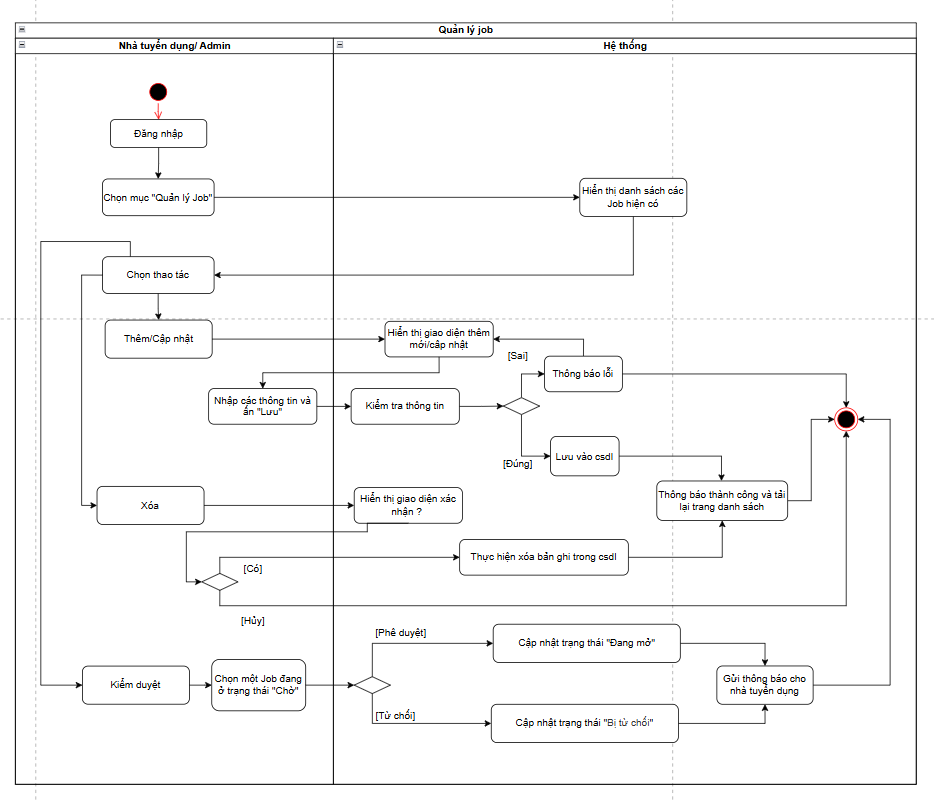 Quản lý job
Nhà tuyển dụng/ Admin
Hệ thống
Đăng nhập
Chọn mục "Quản lý Job"
Hiển thị danh sách các
Job hiện có
Chọn thao tác
Thêm/Cập nhật
Hiển thị giao diện thêm
mới/cấp nhật
[Sai]
Thông báo lỗi
Nhập các thông tin và
ấn "Lưu"
Kiểm tra thông tin
[Đúng]
Lưu vào csdl
Thông báo thành công và tải
lại trang danh sách
Xóa
Hiển thị giao diện xác
nhận ?
[Có]
Thực hiện xóa bản ghi trong csdl
[Hủy]
[Phê duyệt]
Cập nhật trạng thái "Đang mở"
Kiểm duyệt
Chọn một Job đang
ở trạng thái "Chờ"
Gửi thông báo cho
nhà tuyển dụng
[Từ chối]
Cập nhật trạng thái "Bị từ chối"